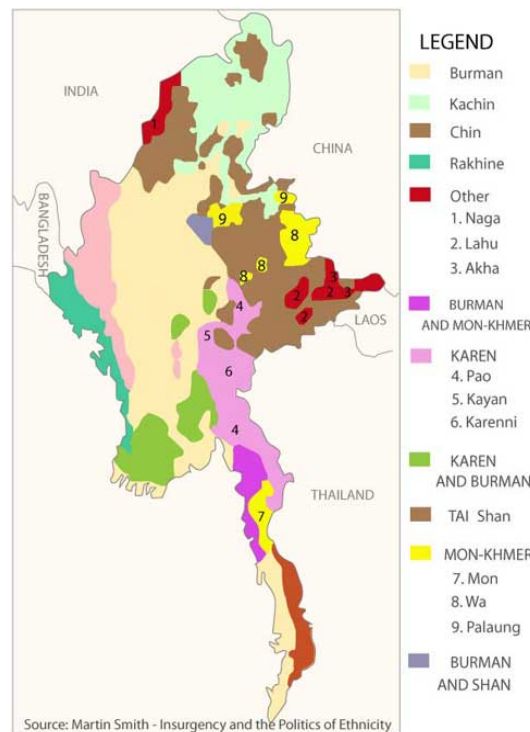 INDIA
CHINA
BANGLADESH
LAOS
THAILAND
1
9
9
8
8
8
3
2
2
3
2
4
5
6
4
7
Source: Martin Smith - Insurgency and the Politics of Ethnicity
LEGEND
Burman
Kachin
Chin
Rakhine
Other
1. Naga
2. Lahu
3. Akha
BURMAN
AND MON-KHMER
KAREN
4. Pao
5. Kayan
6. Karenni
KAREN
AND BURMAN
TAI Shan
MON-KHMER
7. Mon
8. Wa
9. Palaung
BURMAN
AND SHAN